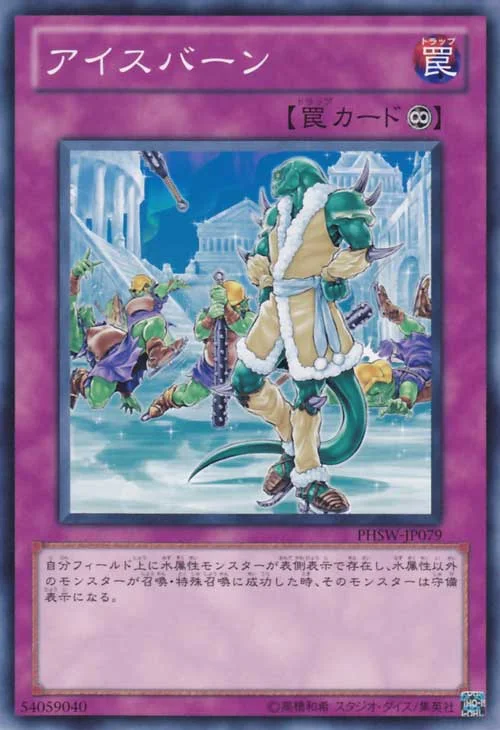 アイスバーン
トラップ
罠
トラップ
【罠カード】
PHSW-JP079
自分フィールド上に水属性モンスターが表側表示で存在し、水属性以外
のモンスターが召喚・特殊召喚に成功した時、そのモンスターは守備
表示になる。
54059040
©高橋和希 スタジオ・ダイス/集英社